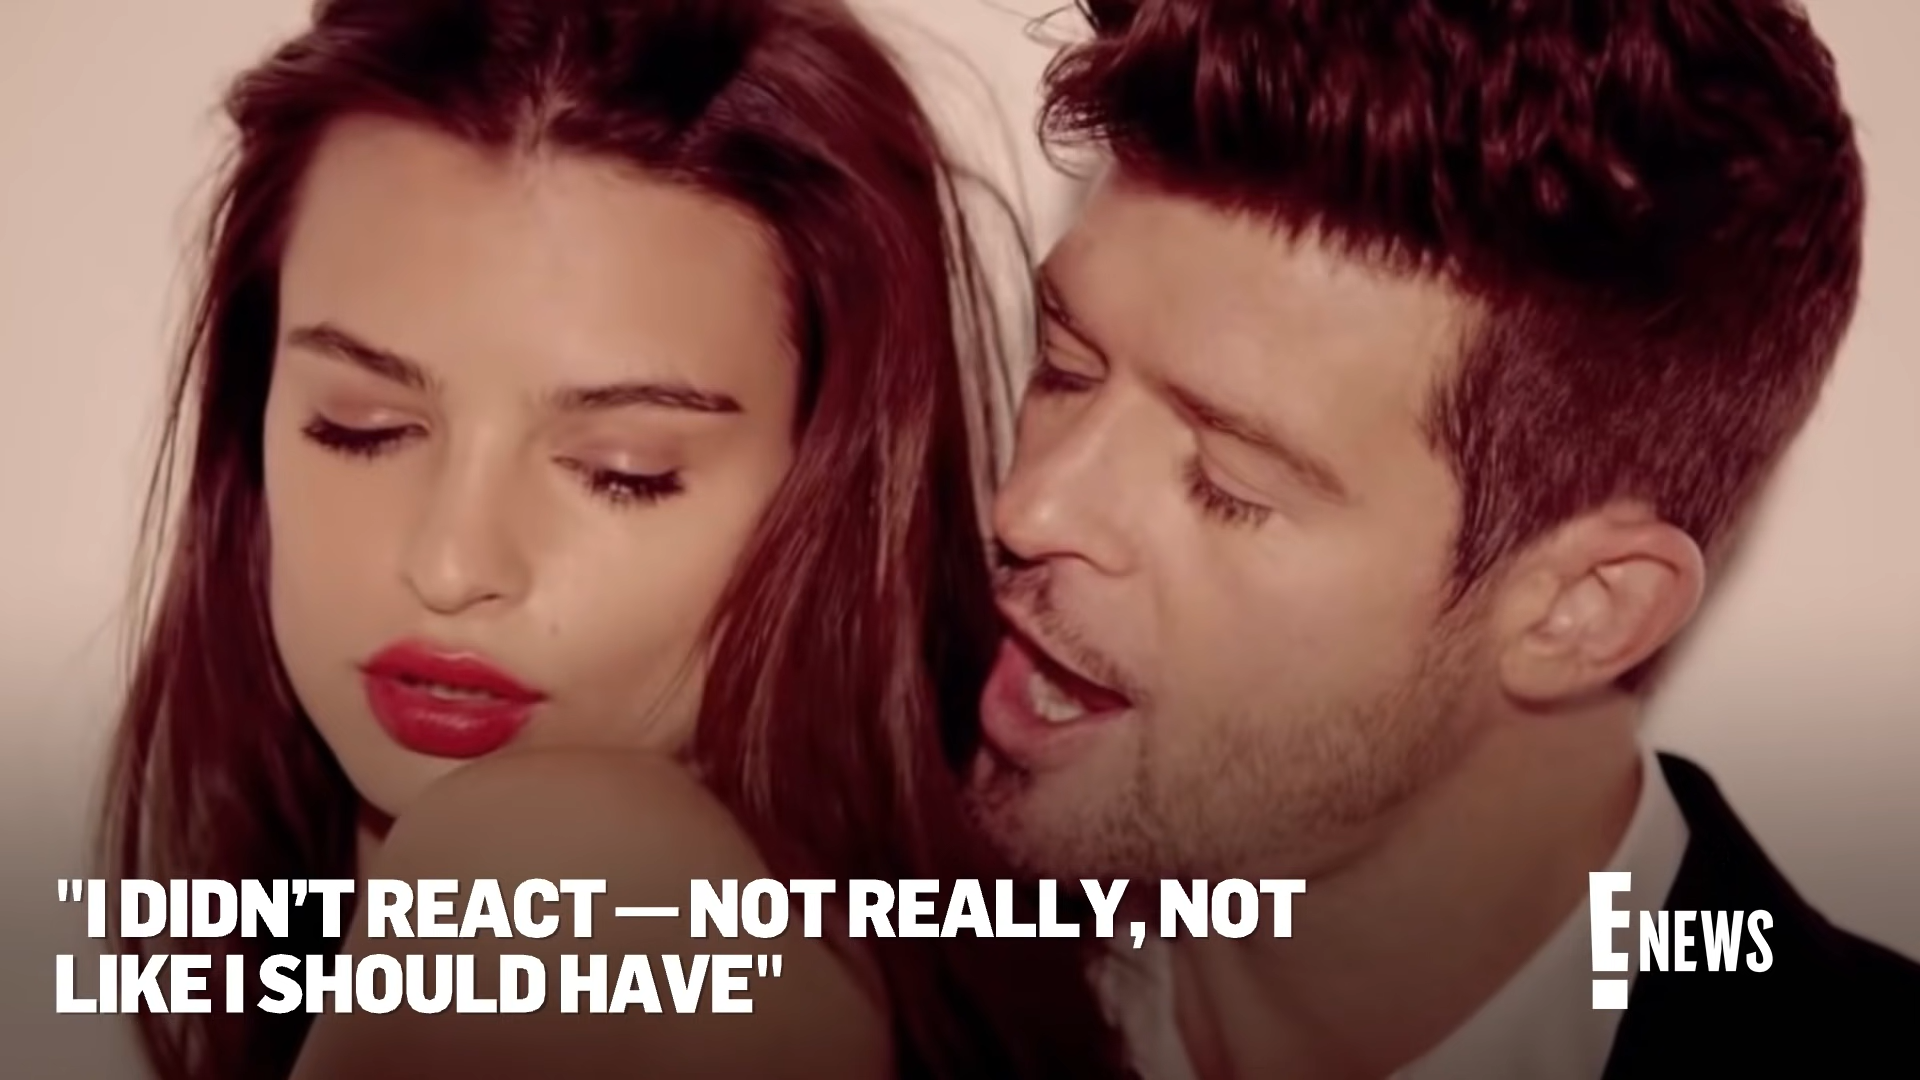 "I DIDN’T REACT — NOT REALLY, NOT
LIKE I SHOULD HAVE"
E NEWS